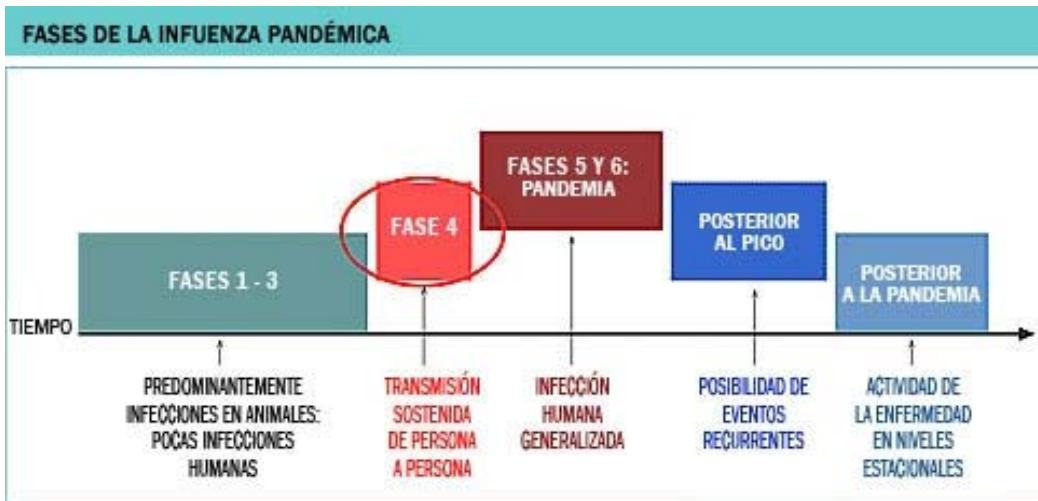 FASES DE LA INFUENZA PANDÉMICA
FASES 5 Y 6:
PANDEMIA
FASE 4
POSTERIOR
AL PICO
FASES 1 - 3
POSTERIOR
A LA PANDEMIA
TIEMPO
PREDOMINANTEMENTE
INFECCIONES EN ANIMALES:
POCAS INFECCIONES
HUMANAS
TRANSMISIÓN
SOSTENIDA
DE PERSONA
A PERSONA
INFECCIÓN
HUMANA
GENERALIZADA
POSIBILIDAD DE
EVENTOS
RECURRENTES
ACTIVIDAD DE
LA ENFERMEDAD
EN NIVELES
ESTACIONALES